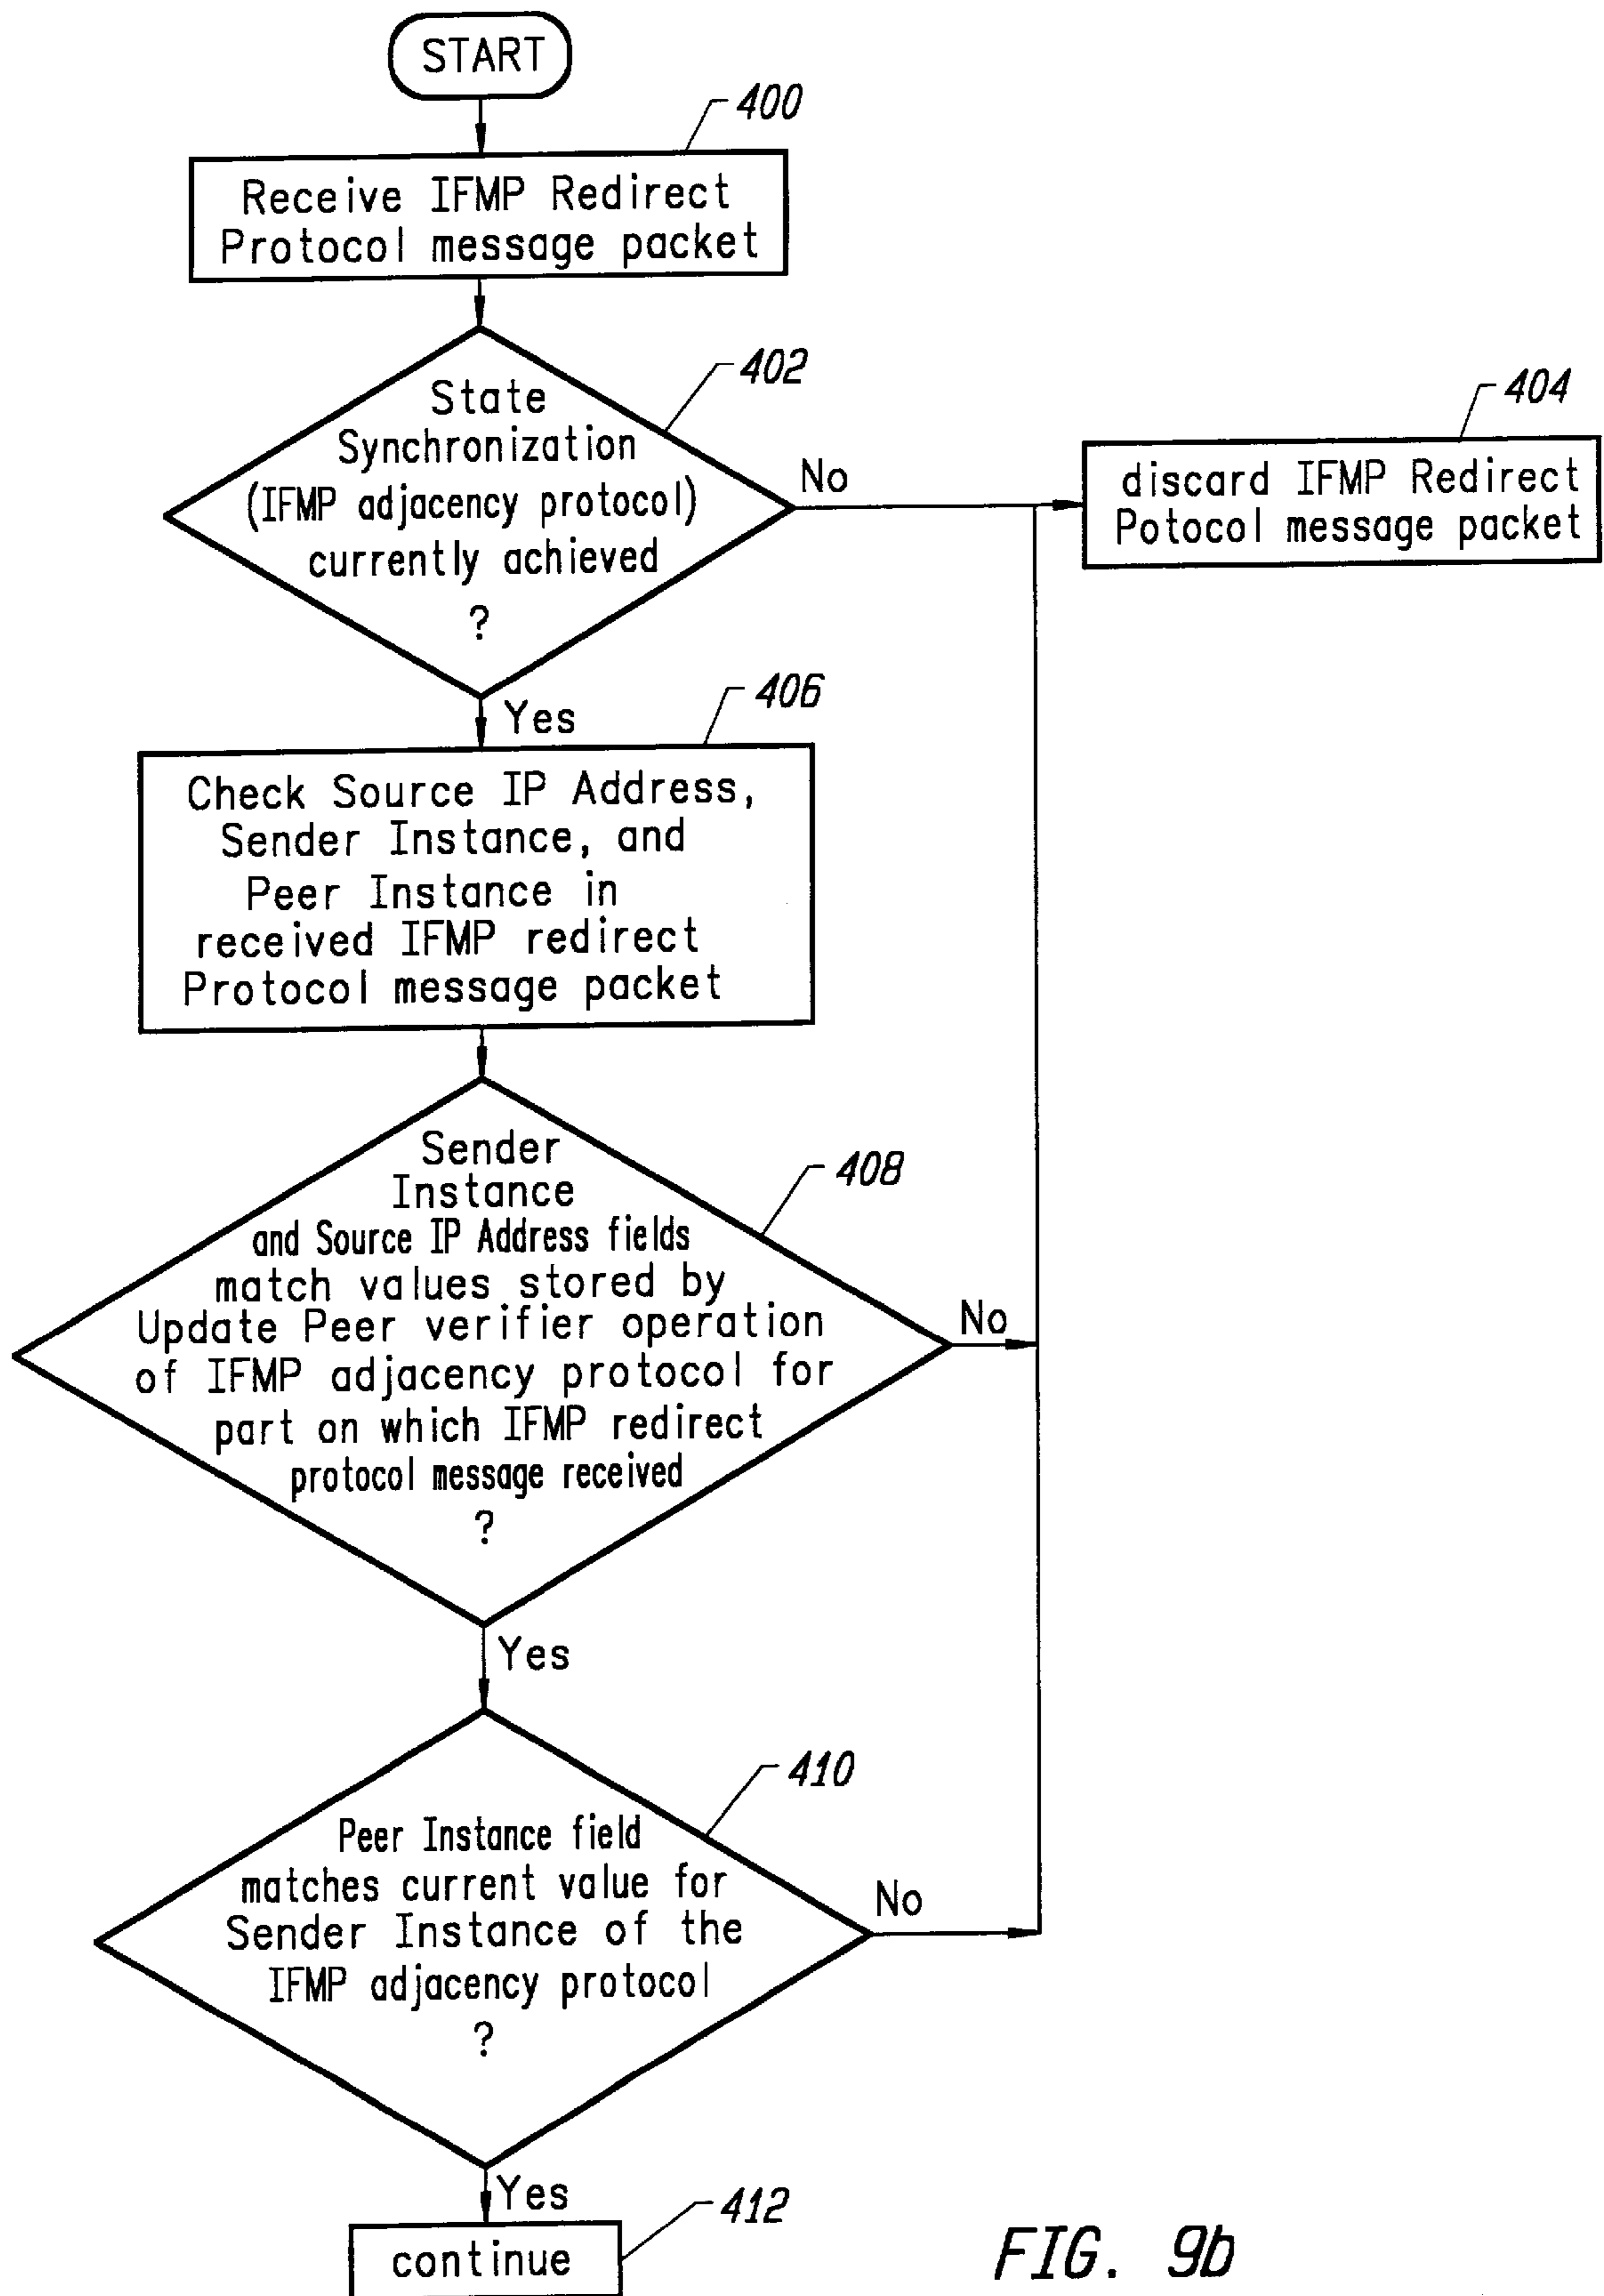 START
400
Receive IFMP Redirect
Protocol message packet
402
State
Synchronization
(IFMP adjacency protocol)
currently achieved
?
No
404
discard IFMP Redirect
Potocol message packet
Yes
406
Check Source IP Address,
Sender Instance, and
Peer Instance in
received IFMP redirect
Protocol message packet
408
Sender
Instance
and Source IP Address fields
match values stored by
Update Peer verifier operation
of IFMP adjacency protocol for
part on which IFMP redirect
protocol message received
?
No
Yes
410
Peer Instance field
matches current value for
Sender Instance of the
IFMP adjacency protocol
?
No
Yes
412
continue
FIG. 9b